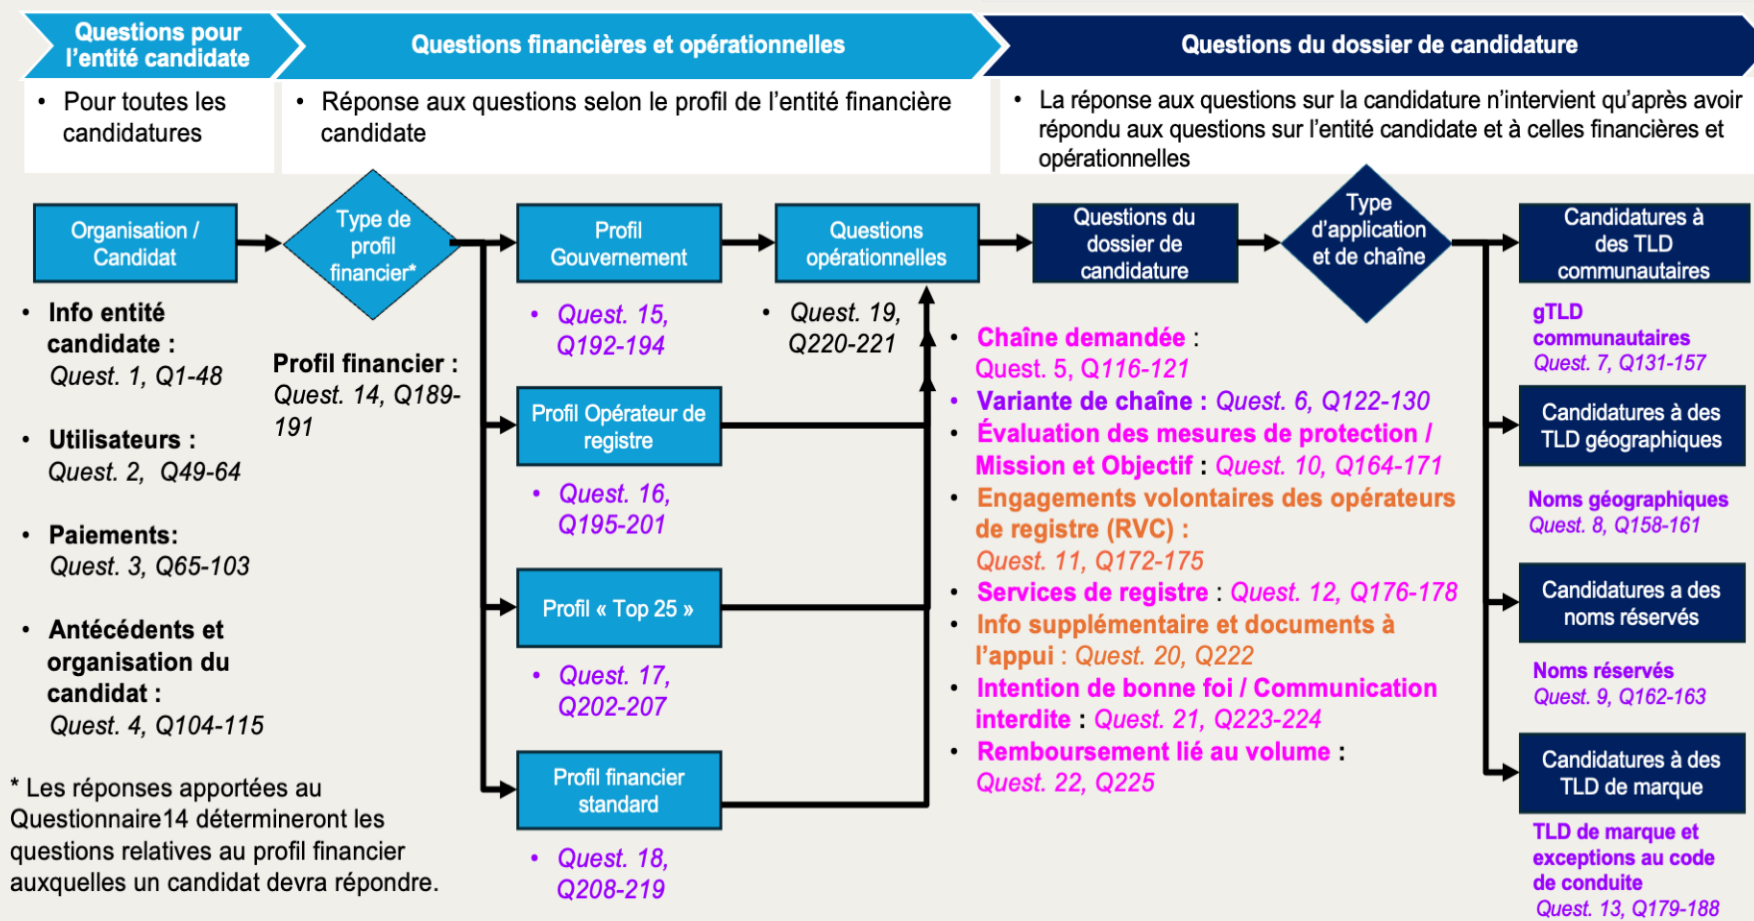 Questions pour
l'entité candidate
Questions financières et opérationnelles
Questions du dossier de candidature
• Pour toutes les
candidatures
• Réponse aux questions selon le profil de l'entité financière
candidate
• La réponse aux questions sur la candidature n'intervient qu'après avoir
répondu aux questions sur l'entité candidate et à celles financières et
opérationnelles
Organisation /
Candidat
• Info entité
candidate :
Quest. 1, Q1-48
• Utilisateurs :
Quest. 2, Q49-64
• Paiements:
Quest. 3, Q65-103
• Antécédents et
organisation du
candidat :
Quest. 4, Q104-115
* Les réponses apportées au
Questionnaire14 détermineront les
questions relatives au profil financier
auxquelles un candidat devra répondre.
Type de
profil
financier*
Profil financier :
Quest. 14, Q189-
191
Profil
Gouvernement
• Quest. 15,
Q192-194
Profil Opérateur de
registre
• Quest. 16,
Q195-201
Profil « Top 25 »
• Quest. 17,
Q202-207
Profil financier
standard
• Quest. 18,
Q208-219
Questions
opérationnelles
• Quest. 19,
Q220-221
Questions du
dossier de
candidature
• Chaîne demandée :
Quest. 5, Q116-121
• Variante de chaîne : Quest. 6, Q122-130
• Évaluation des mesures de protection /
Mission et Objectif : Quest. 10, Q164-171
• Engagements volontaires des opérateurs
de registre (RVC) :
Quest. 11, Q172-175
• Services de registre : Quest. 12, Q176-178
• Info supplémentaire et documents à
l'appui : Quest. 20, Q222
• Intention de bonne foi / Communication
interdite : Quest. 21, Q223-224
• Remboursement lié au volume :
Quest. 22, Q225
Type
d'application
et de chaîne
Candidatures à
des TLD
communautaires
gTLD
communautaires
Quest. 7, Q131-157
Candidatures à des
TLD géographiques
Noms géographiques
Quest. 8, Q158-161
Candidatures a des
noms réservés
Noms réservés
Quest. 9, Q162-163
Candidatures à des
TLD de marque
TLD de marque et
exceptions au code
de conduite
Quest. 13, Q179-188